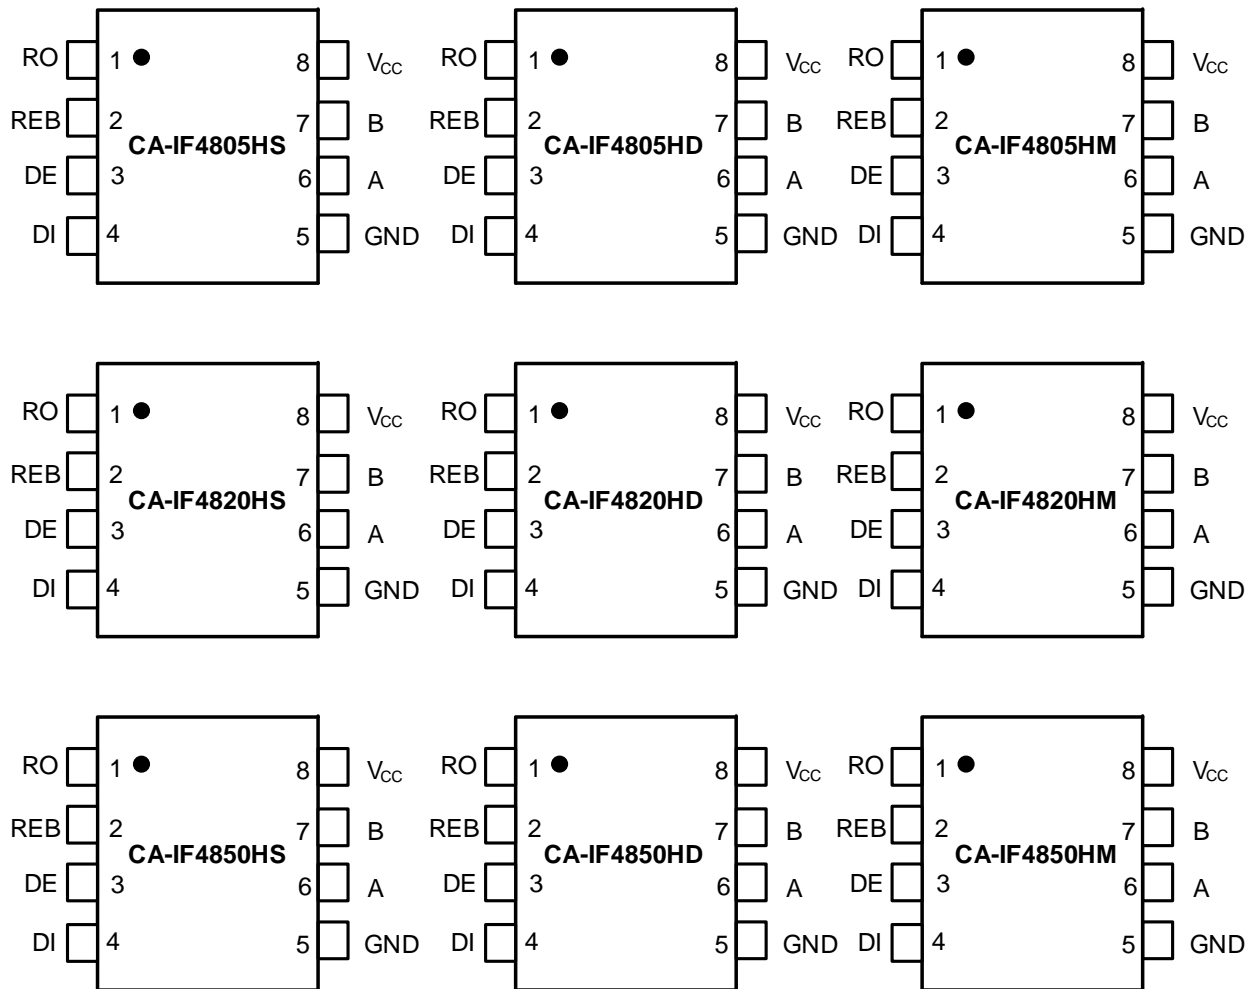 RO 1 8 VCC RO 1 8 VCC RO 1 8 VCC
REB 2 7 B REB 2 7 B REB 2 7 B
CA-IF4805HS CA-IF4805HD CA-IF4805HM
DE 3 6 A DE 3 6 A DE 3 6 A
DI 4 5 GND DI 4 5 GND DI 4 5 GND
RO 1 8 VCC RO 1 8 VCC RO 1 8 VCC
REB 2 7 B REB 2 7 B REB 2 7 B
CA-IF4820HS CA-IF4820HD CA-IF4820HM
DE 3 6 A DE 3 6 A DE 3 6 A
DI 4 5 GND DI 4 5 GND DI 4 5 GND
RO 1 8 VCC RO 1 8 VCC RO 1 8 VCC
REB 2 7 B REB 2 7 B REB 2 7 B
CA-IF4850HS CA-IF4850HD CA-IF4850HM
DE 3 6 A DE 3 6 A DE 3 6 A
DI 4 5 GND DI 4 5 GND DI 4 5 GND